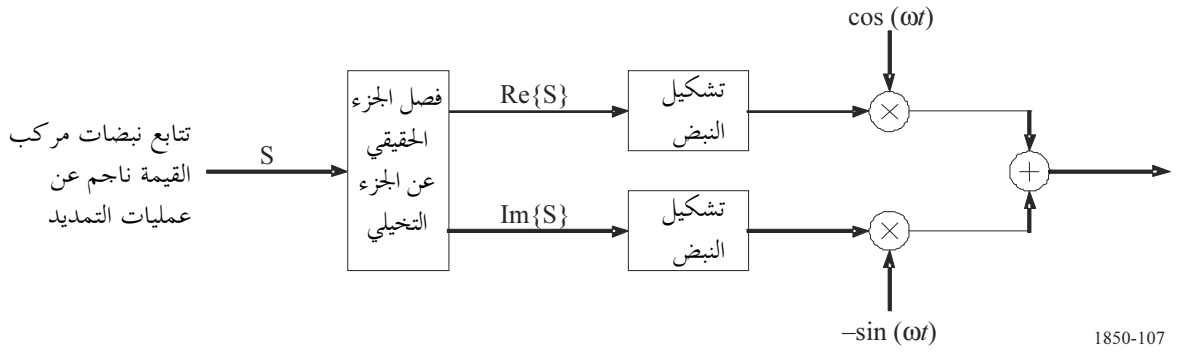 cos (ωt)
تتابع نبضات مركب
القيمة ناجم عن
عمليات التمديد
S
فصل الجزء
الحقيقي
عن الجزء
التخيلي
Re{S}
تشكيل
النبض
×
+
Im{S}
تشكيل
النبض
×
–sin (ωt)
1850-107